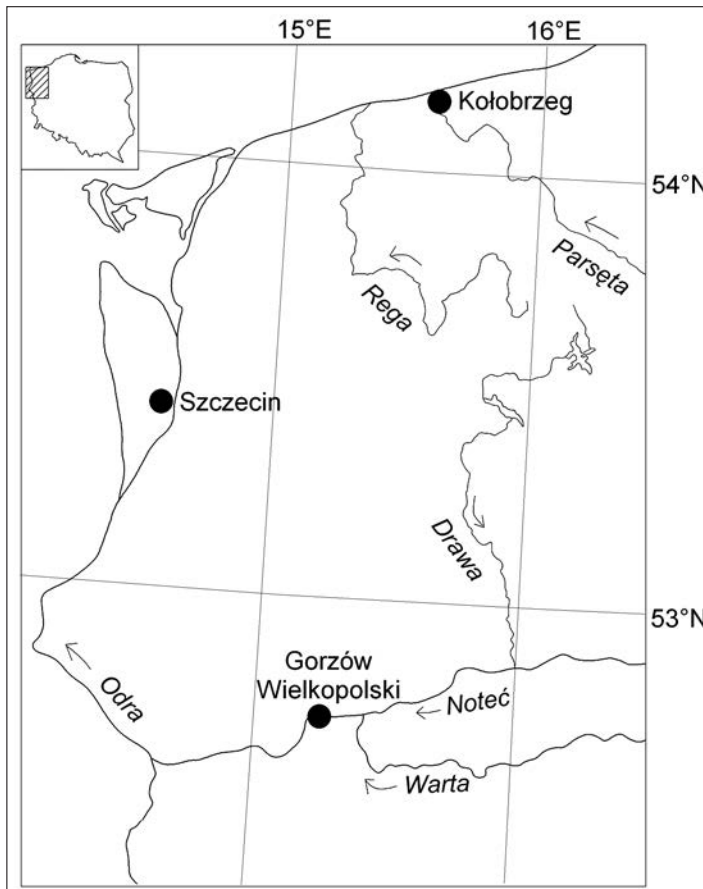 15°E
16°E
Kołobrzeg
54°N
Parsęta
Rega
Szczecin
Drawa
53°N
Gorzów
Wielkopolski
Odra
Noteć
Warta